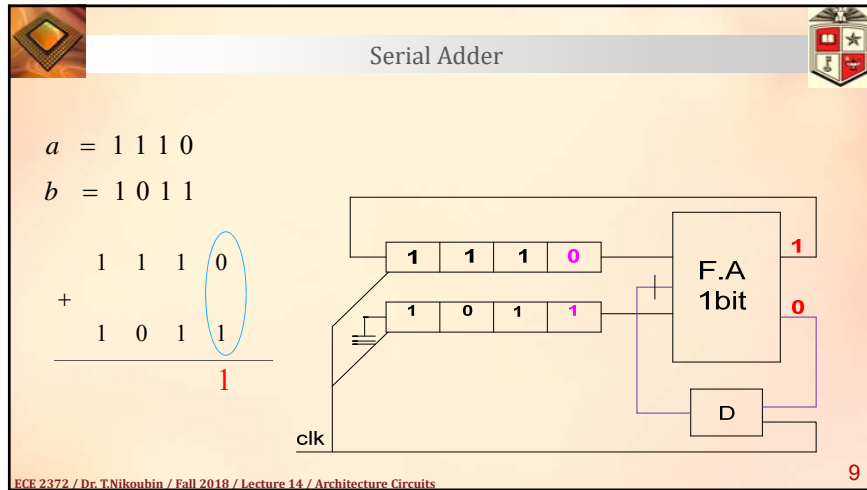 Serial Adder
a = 1 1 1 0
b = 1 0 1 1
1 1 1 0
+
1 0 1 1
1
1 1 1 0
1 0 1 1
F.A
1bit
1
0
D
clk
ECE 2372 / Dr. T.Nikoubin / Fall 2018 / Lecture 14 / Architecture Circuits
9